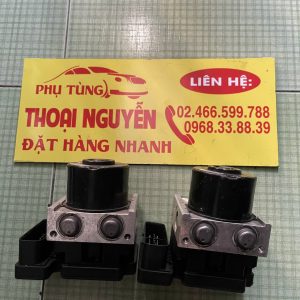 PHỤ TÙNG
THOẠI NGUYỄN
ĐẶT HÀNG NHANH
LIÊN HỆ:
02.466.599.788
0968.33.88.39